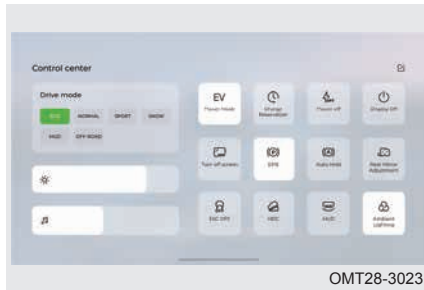 Control center
Drive mode
ECO NORMAL SPORT SNOW
MUD OFF-ROAD
EV
Power Mode
Charge
Reservation
Power off
Display Off
Turn off screen
EPB
Auto Hold
Rear Mirror
Adjustment
ESC OFF
HDC
HUD
Ambient
Lighting
OMT28-3023